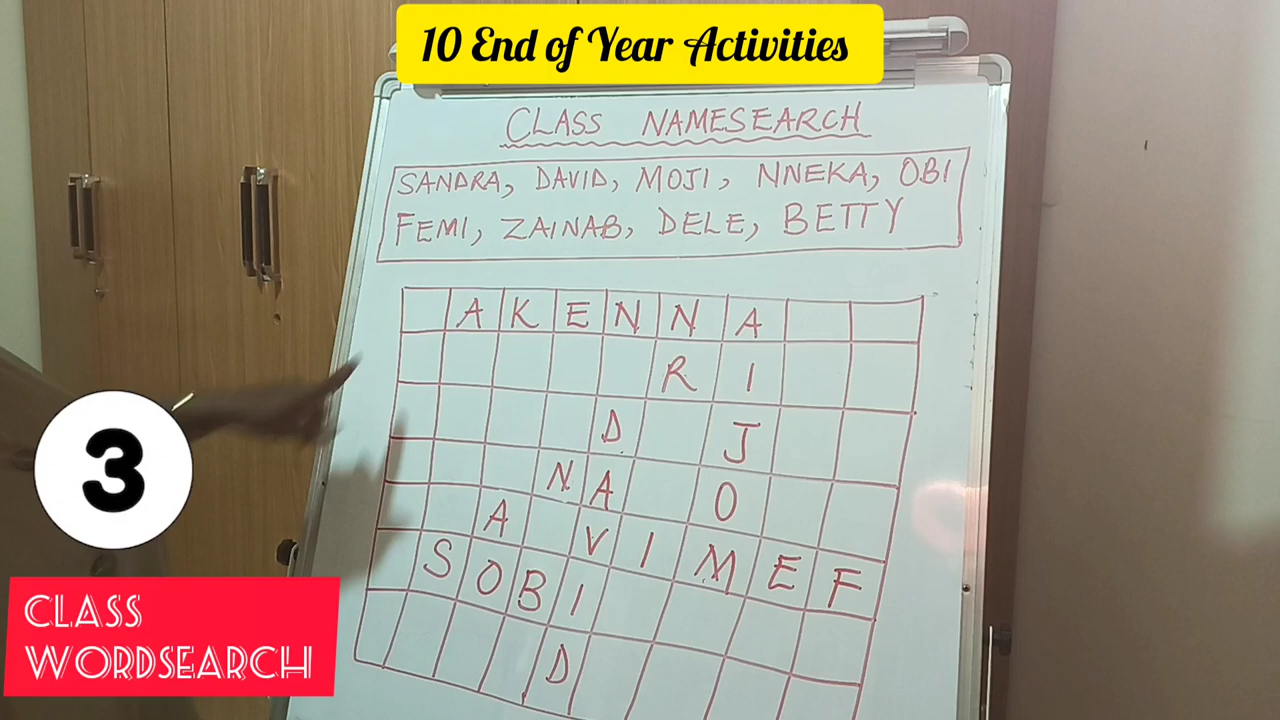 10 End of Year Activities
CLASS NAMESEARCH
SANDRA, DAVID, MOJI, NNEKA, OBI
FEMI, ZAINAB, DELE, BETTY
A K E N N A
R I
D J
N A O
A V I M E F
S O B I
D
3
CLASS
WORDSEARCH